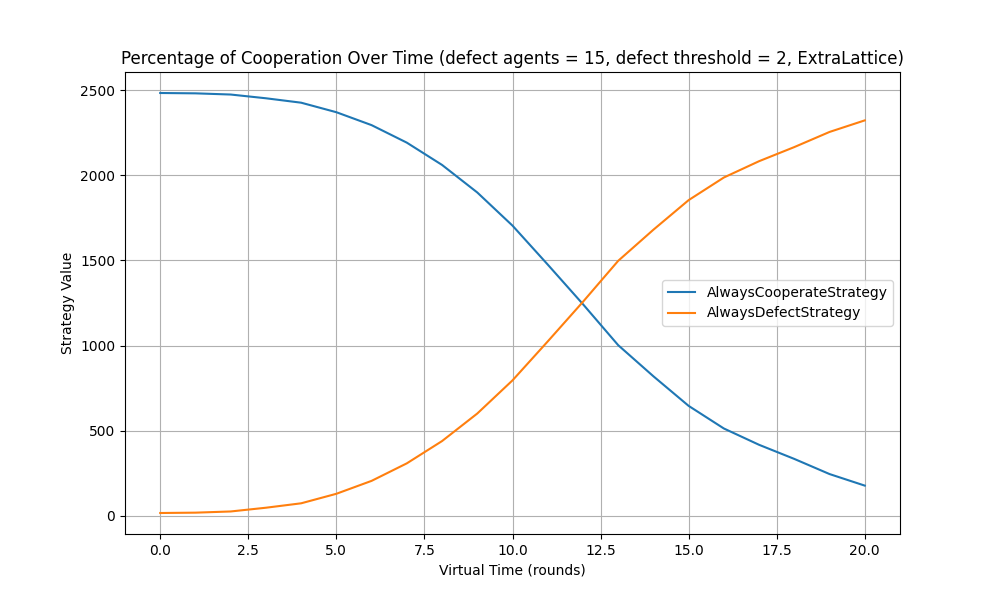 Percentage of Cooperation Over Time (defect agents = 15, defect threshold = 2, ExtraLattice)
2500
2000
1500
1000
500
0
Strategy Value
AlwaysCooperateStrategy
AlwaysDefectStrategy
0.0 2.5 5.0 7.5 10.0 12.5 15.0 17.5 20.0
Virtual Time (rounds)